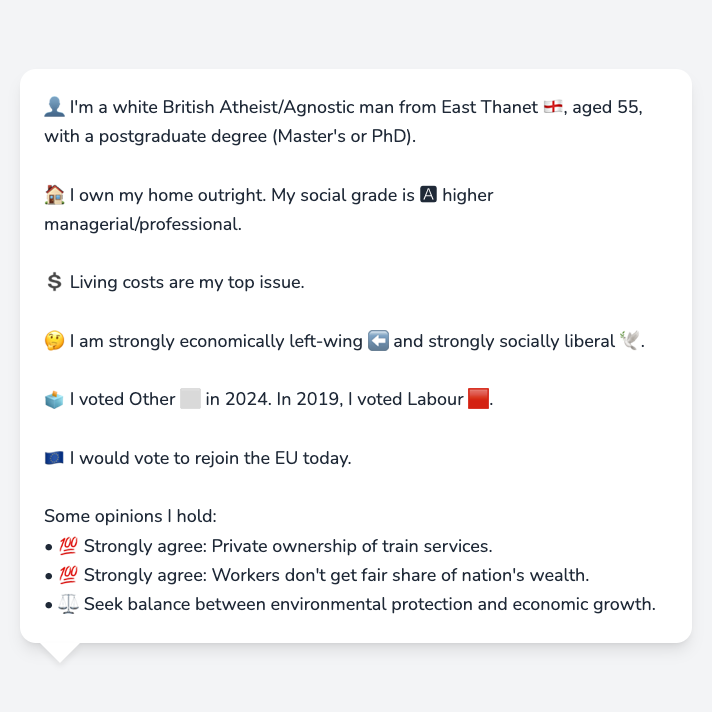 👤 I'm a white British Atheist/Agnostic man from East Thanet 🏴󠁧󠁢󠁥󠁮󠁧󠁿, aged 55,
with a postgraduate degree (Master's or PhD).
🏠 I own my home outright. My social grade is 🅰 higher
managerial/professional.
💲 Living costs are my top issue.
🤔 I am strongly economically left-wing ⬅️ and strongly socially liberal 🕊️.
🗳️ I voted Other ⬜ in 2024. In 2019, I voted Labour 🟥.
🇪🇺 I would vote to rejoin the EU today.
Some opinions I hold:
• 💯 Strongly agree: Private ownership of train services.
• 💯 Strongly agree: Workers don't get fair share of nation's wealth.
• ⚖️ Seek balance between environmental protection and economic growth.